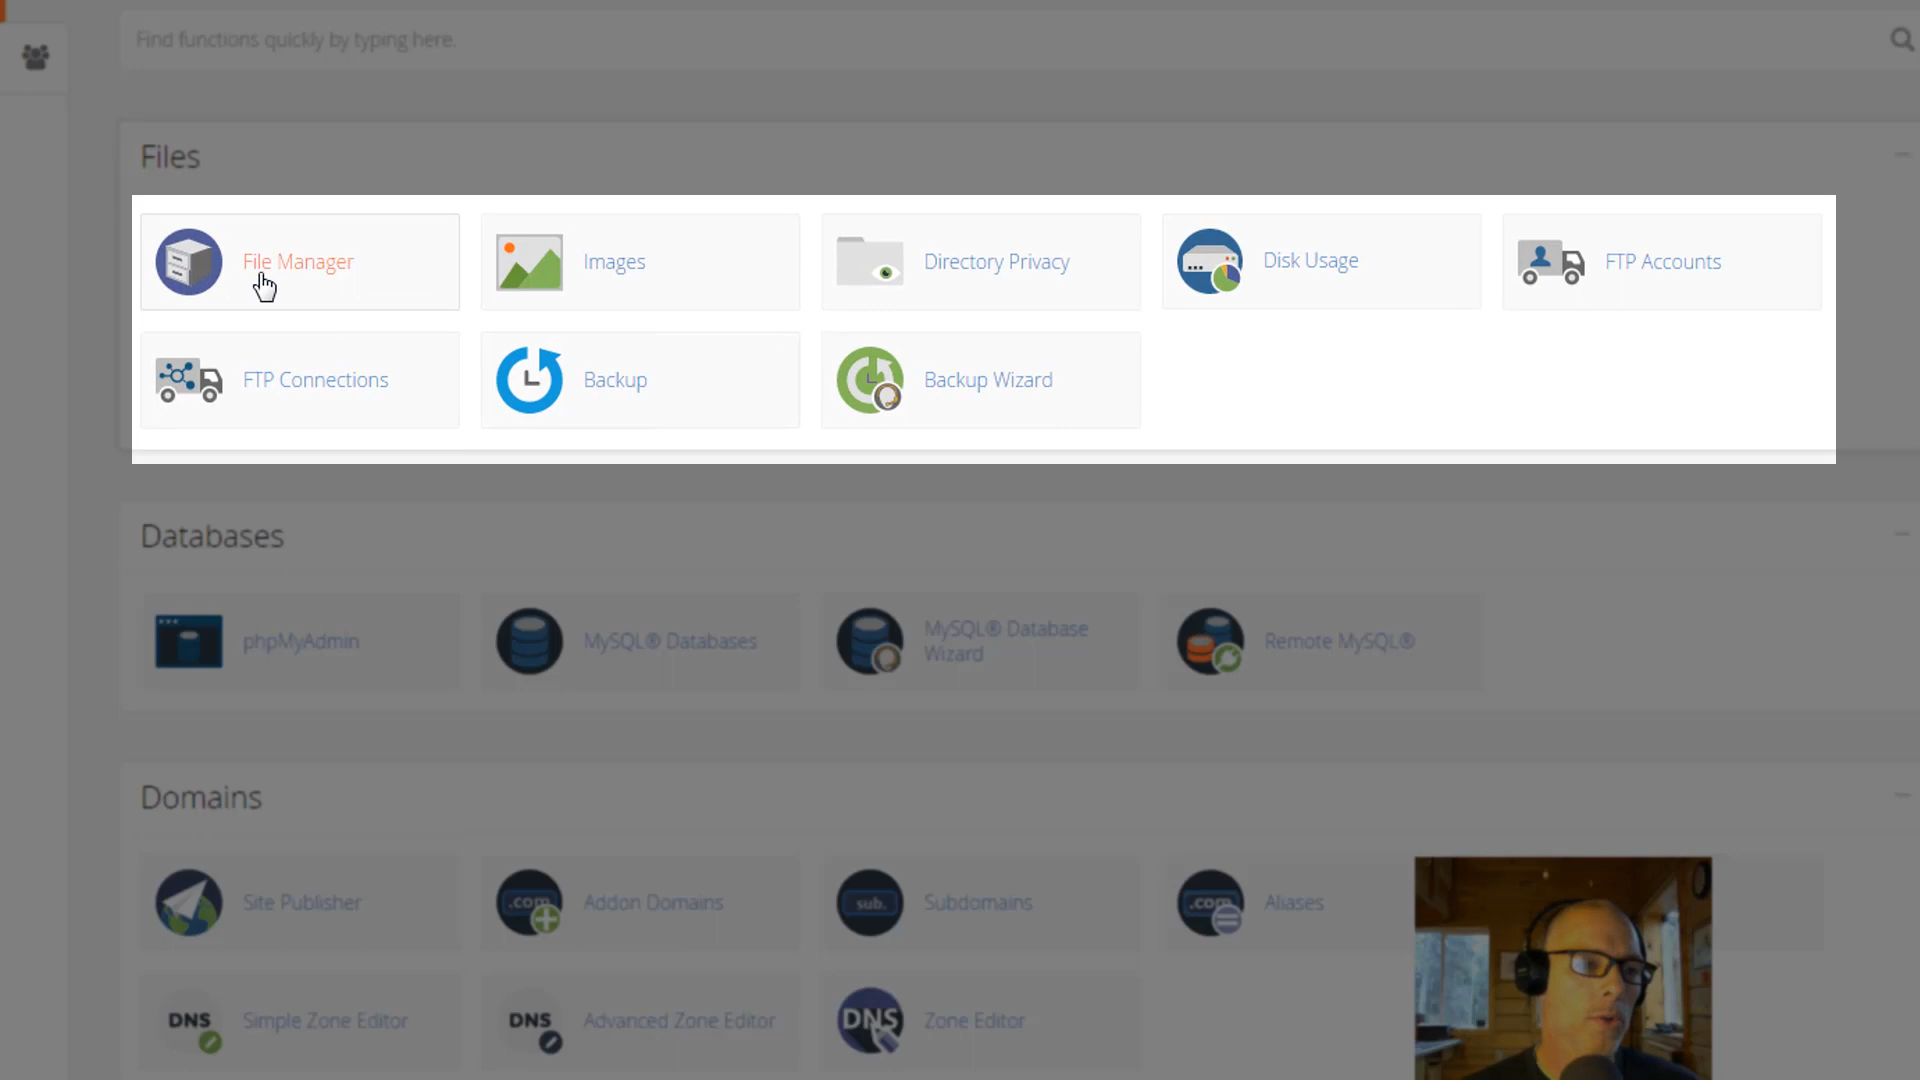 Find functions quickly by typing here.
Files
File Manager
Images
Directory Privacy
Disk Usage
FTP Accounts
FTP Connections
Backup
Backup Wizard
Databases
phpMyAdmin
MySQL® Databases
MySQL® Database
Wizard
Remote MySQL®
Domains
Site Publisher
.com
Addon Domains
sub.
Subdomains
.com
Aliases
DNS
Simple Zone Editor
DNS
Advanced Zone Editor
DNS
Zone Editor